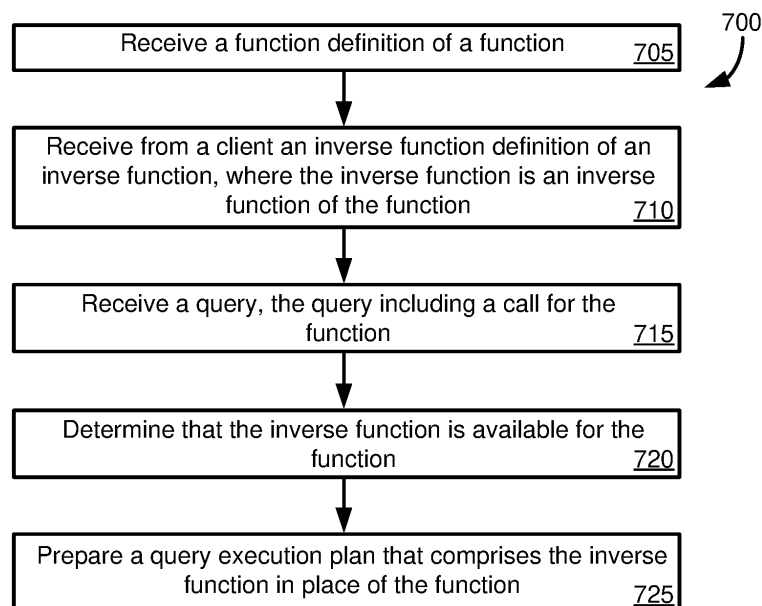 700
Receive a function definition of a function
705
Receive from a client an inverse function definition of an
inverse function, where the inverse function is an inverse
function of the function
710
Receive a query, the query including a call for the
function
715
Determine that the inverse function is available for the
function
720
Prepare a query execution plan that comprises the inverse
function in place of the function
725